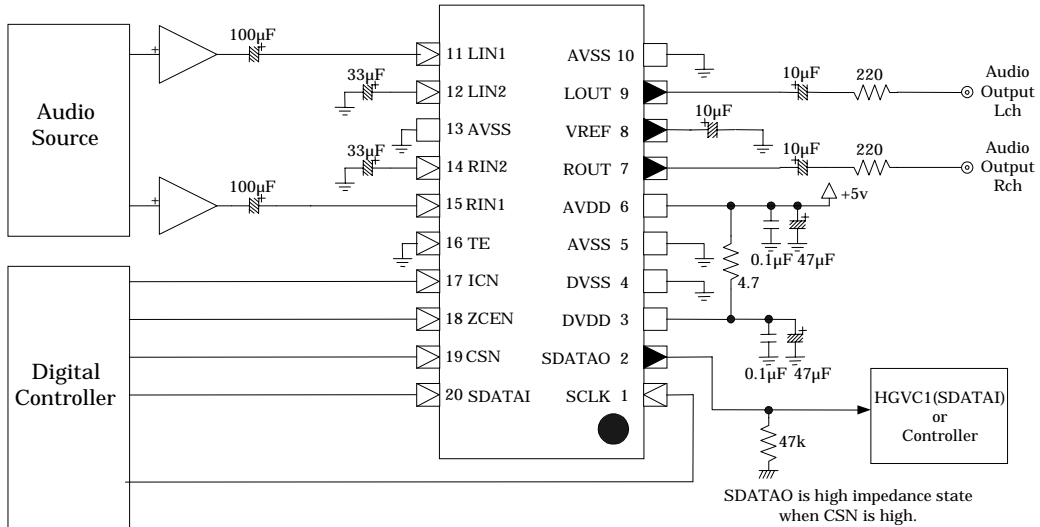 Audio
Source
Digital
Controller
+
100µF
+
33µF
+
33µF
+
+
100µF
+
11 LIN1
12 LIN2
13 AVSS
14 RIN2
15 RIN1
16 TE
17 ICN
18 ZCEN
19 CSN
20 SDATAI
AVSS 10
LOUT 9
VREF 8
ROUT 7
AVDD 6
AVSS 5
DVSS 4
DVDD 3
SDATAO 2
SCLK 1
10µF
+
220
Audio
Output
Lch
10µF
+
10µF
+
220
Audio
Output
Rch
+5v
+
0.1µF 47µF
4.7
+
0.1µF 47µF
HGVC1(SDATAI)
or
Controller
47k
SDATAO is high impedance state
when CSN is high.